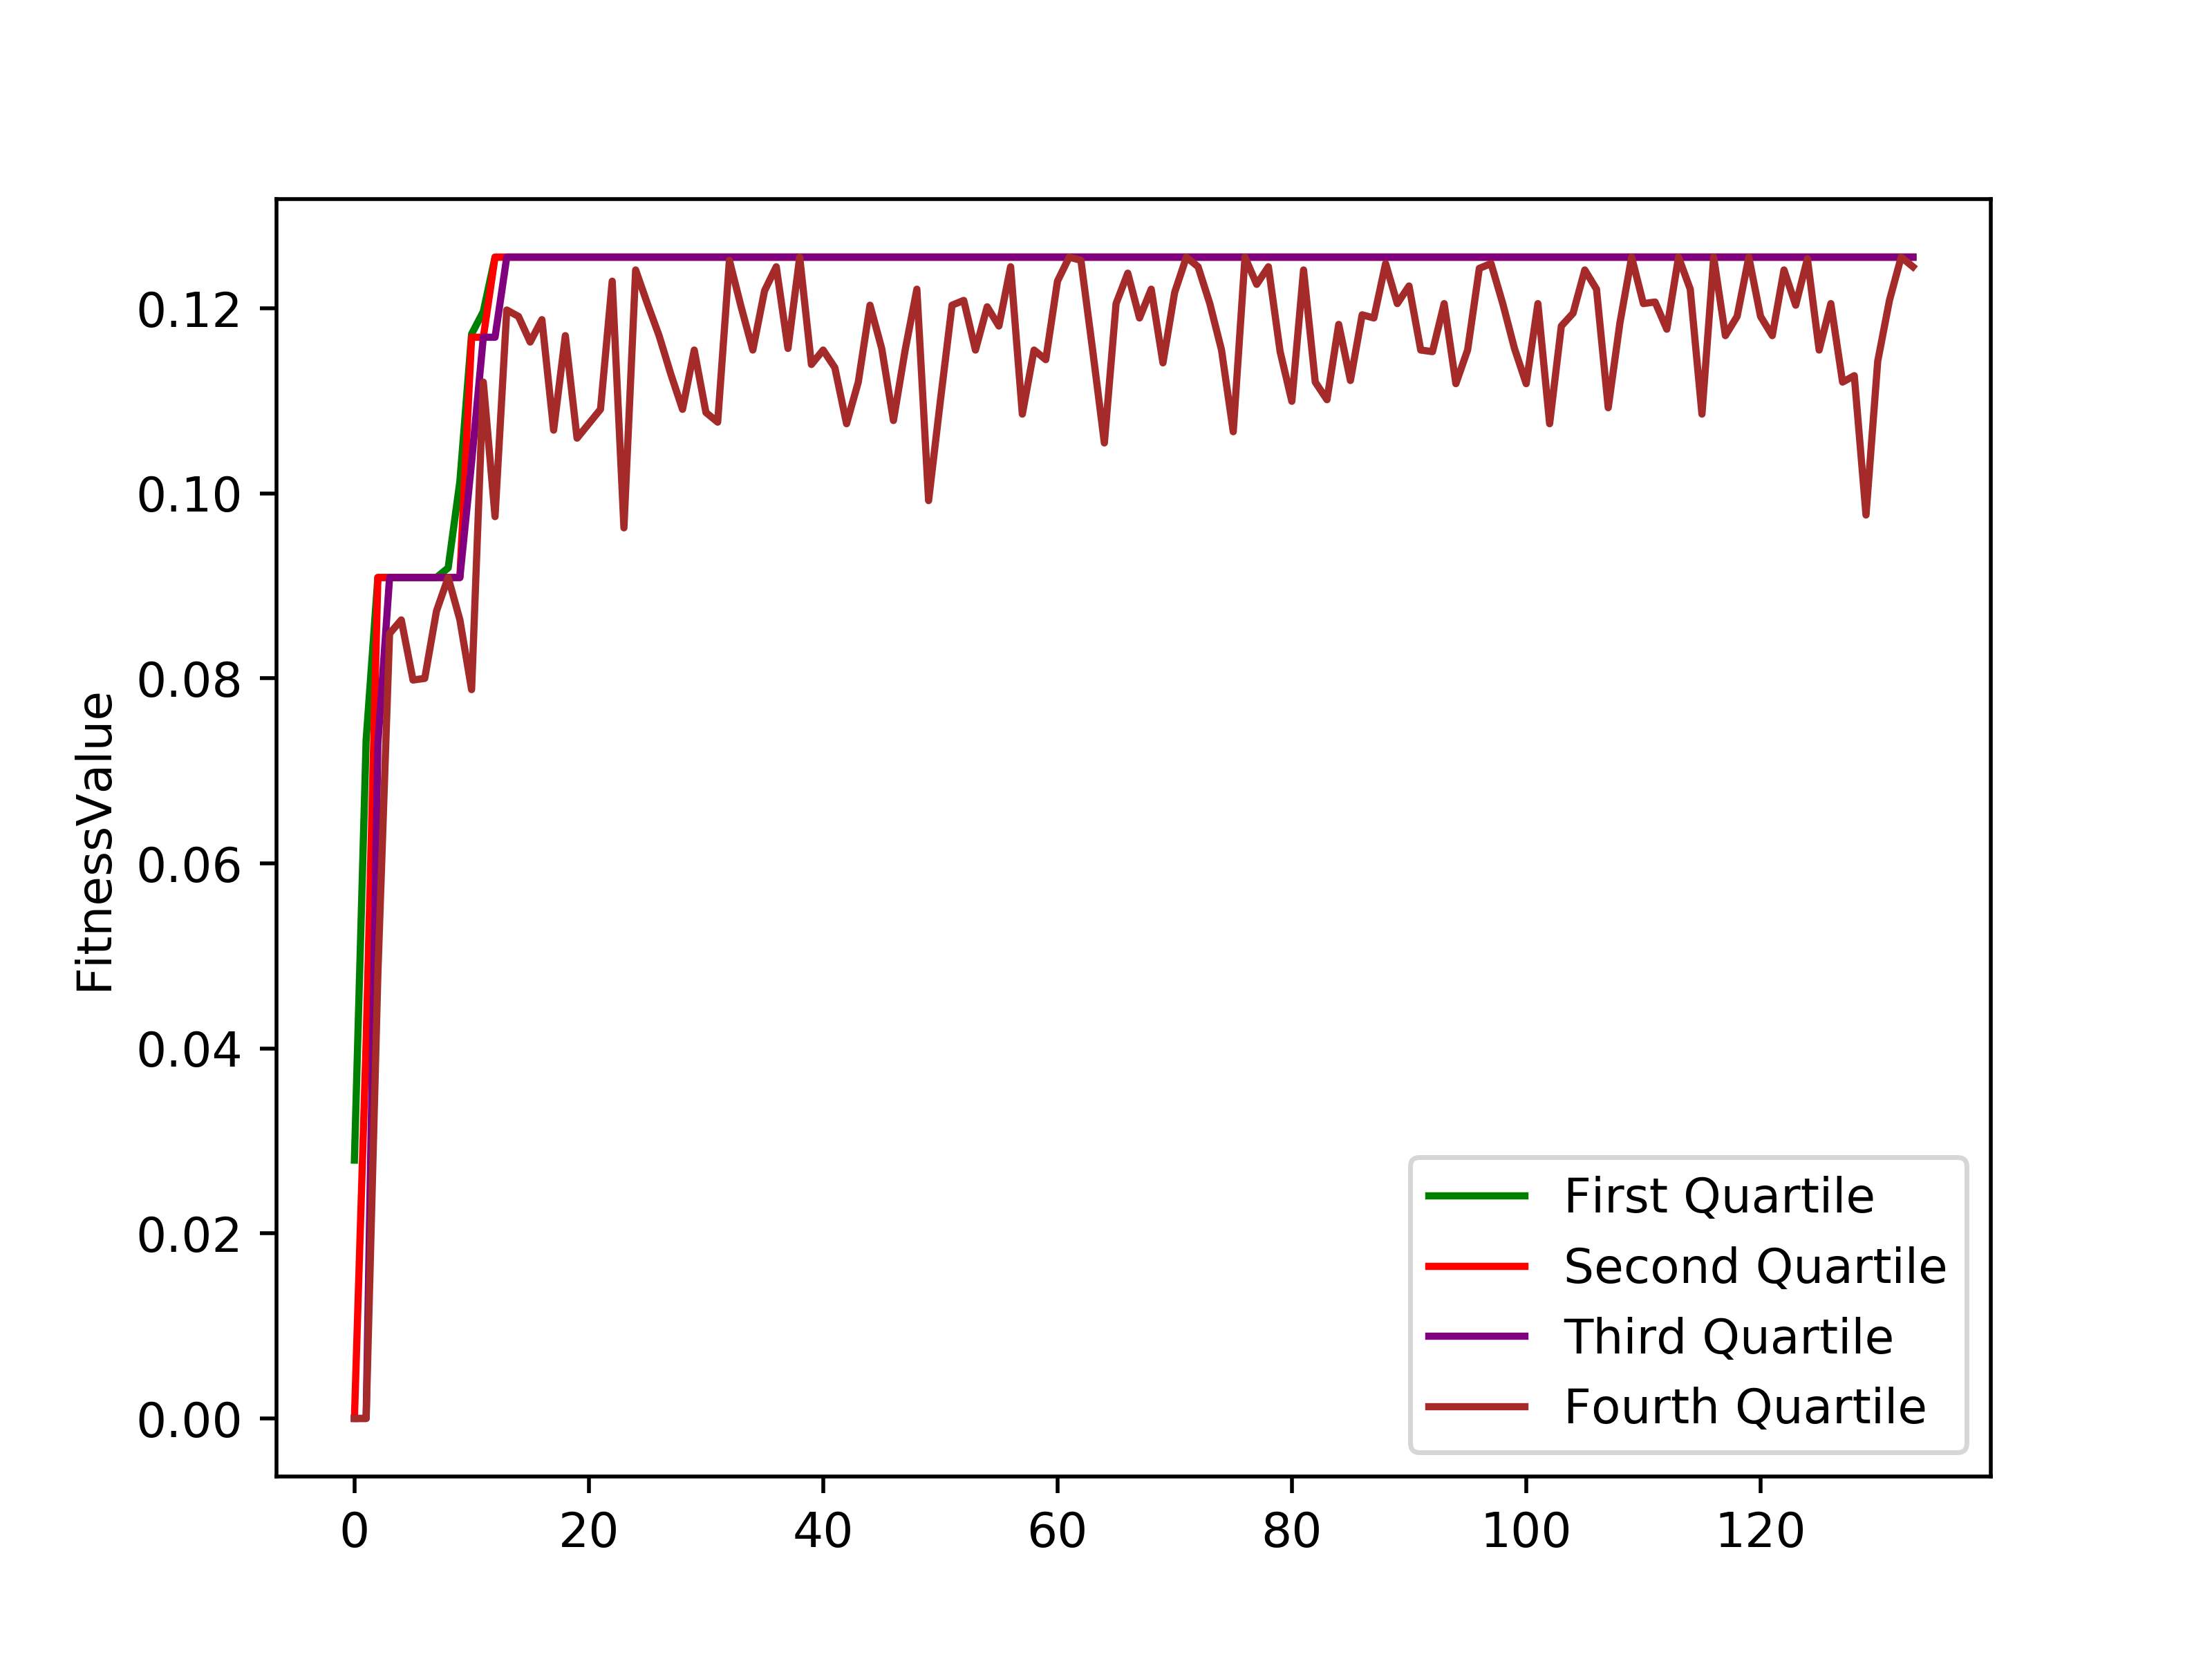 FitnessValue
0.12
0.10
0.08
0.06
0.04
0.02
0.00
0 20 40 60 80 100 120
First Quartile
Second Quartile
Third Quartile
Fourth Quartile